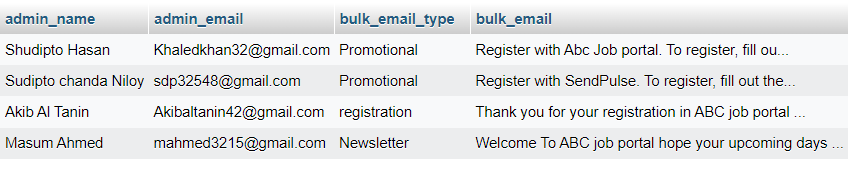 admin_name admin_email bulk_email_type bulk_email
Shudipto Hasan Khaledkhan32@gmail.com Promotional Register with Abc Job portal. To register, fill ou...
Sudipto chanda Niloy sdp32548@gmail.com Promotional Register with SendPulse. To register, fill out the...
Akib Al Tanin Akibaltanin42@gmail.com registration Thank you for your registration in ABC job portal ...
Masum Ahmed mahmed3215@gmail.com Newsletter Welcome To ABC job portal hope your upcoming days ...